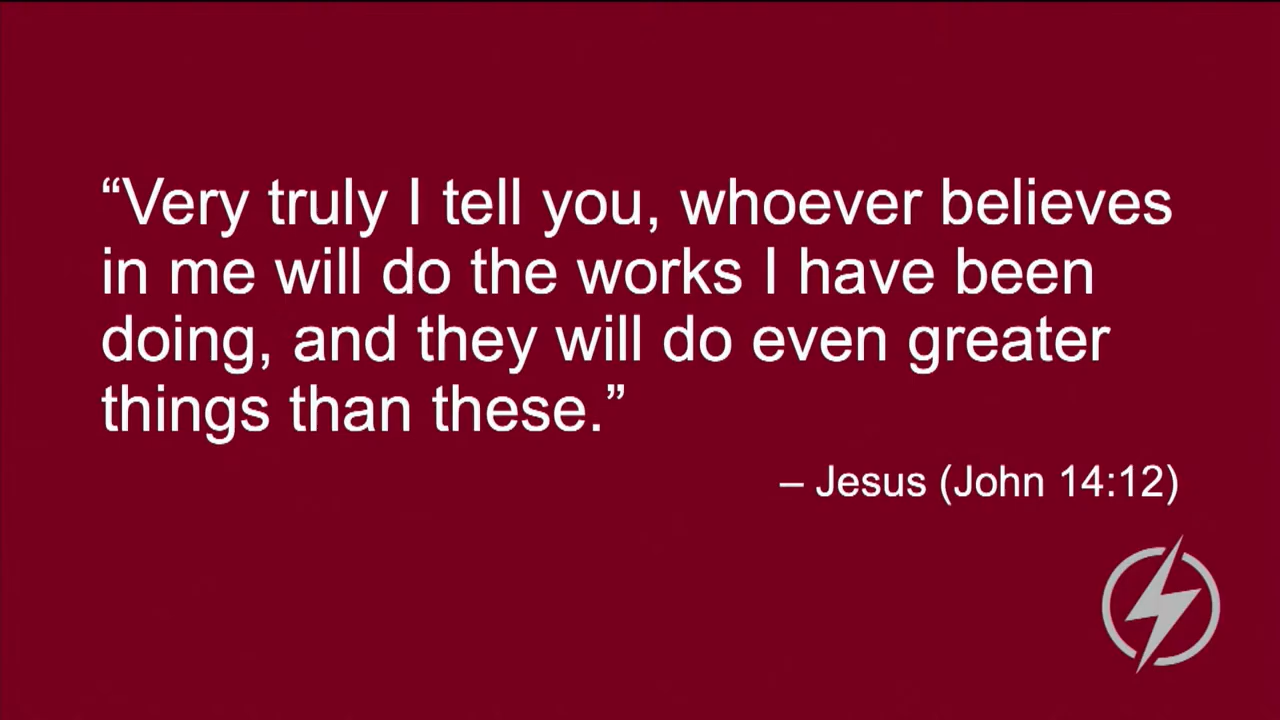 “Very truly I tell you, whoever believes
in me will do the works I have been
doing, and they will do even greater
things than these.”
– Jesus (John 14:12)